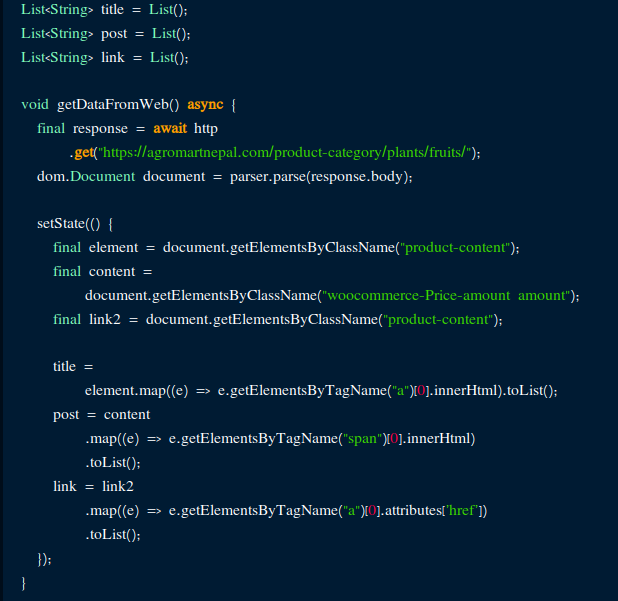 List<String> title = List();
List<String> post = List();
List<String> link = List();
void getDataFromWeb() async {
final response = await http
.get("https://agromartnepal.com/product-category/plants/fruits/");
dom.Document document = parser.parse(response.body);
setState(() {
final element = document.getElementsByClassName("product-content");
final content =
document.getElementsByClassName("woocommerce-Price-amount amount");
final link2 = document.getElementsByClassName("product-content");
title =
element.map((e) => e.getElementsByTagName("a")[0].innerHtml).toList();
post = content
.map((e) => e.getElementsByTagName("span")[0].innerHtml)
.toList();
link = link2
.map((e) => e.getElementsByTagName("a")[0].attributes['href'])
.toList();
});
}